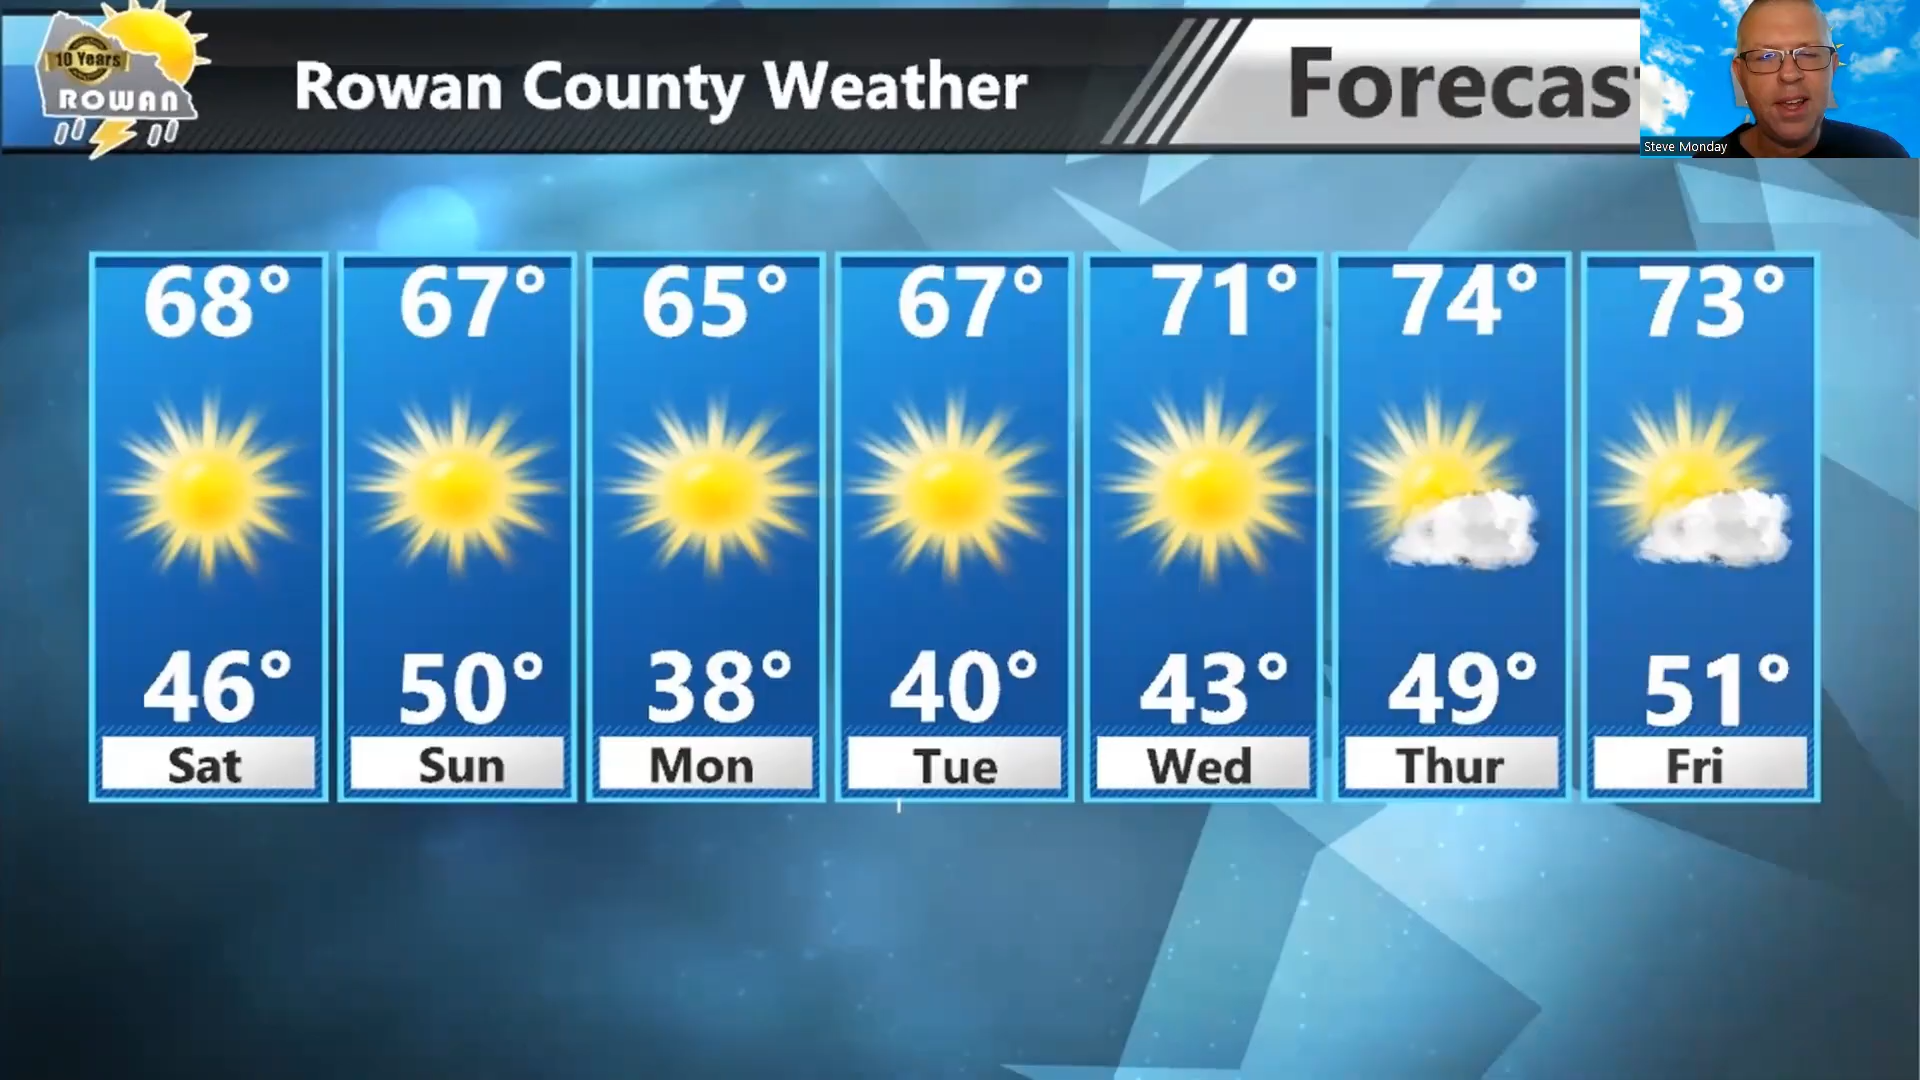 10 Years
ROWAN
Rowan County Weather
Forecas
Steve Monday
68° 67° 65° 67° 71° 74° 73°
46° 50° 38° 40° 43° 49° 51°
Sat Sun Mon Tue Wed Thur Fri